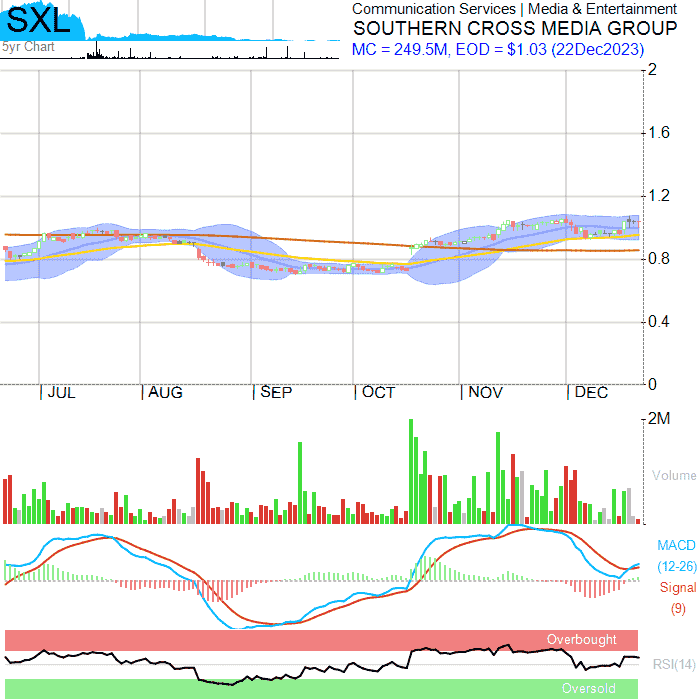 SXL
5yr Chart
Communication Services | Media & Entertainment
SOUTHERN CROSS MEDIA GROUP
MC = 249.5M, EOD = $1.03 (22Dec2023)
2
1.6
1.2
0.8
0.4
0
JUL AUG SEP OCT NOV DEC
2M
Volume
MACD
(12-26)
Signal
(9)
Overbought
RSI(14)
Oversold